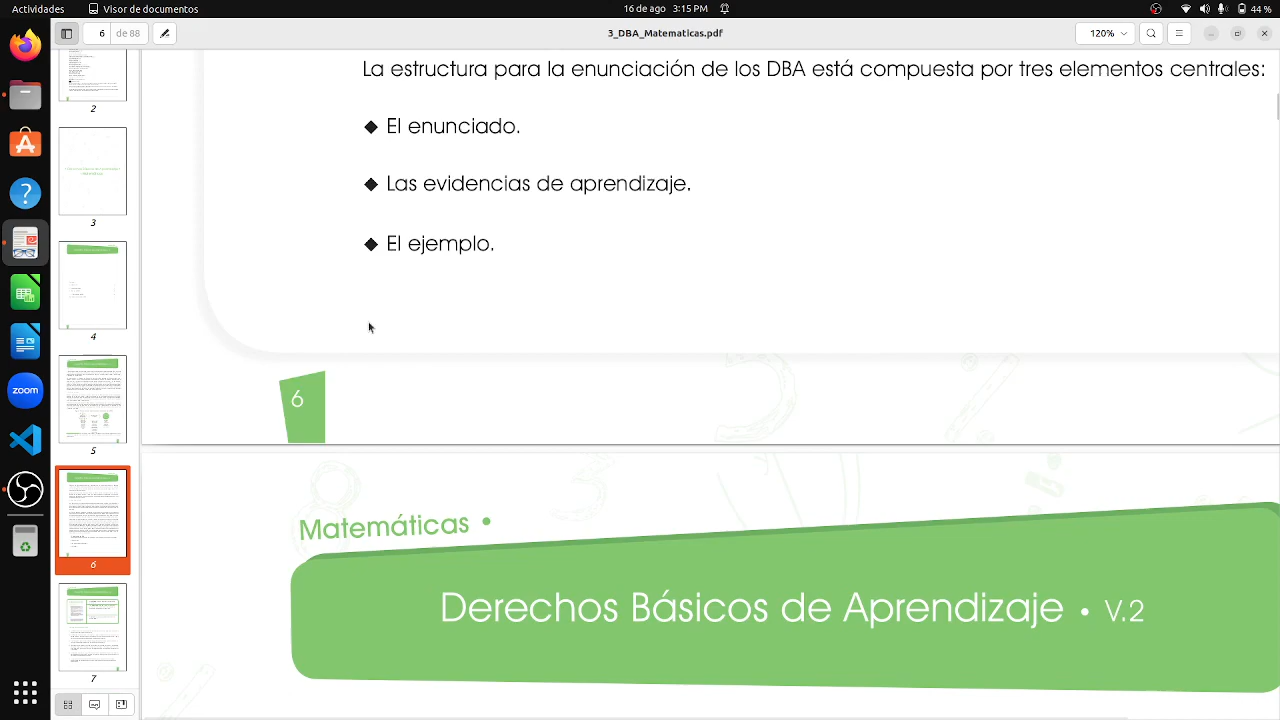 Actividades Visor de documentos 16 de ago 3:15 PM 44 %
6 de 88 3_DBA_Matematicas.pdf 120%
2
3
4
5
6
7
zoom
La estructura para la enunciación de los DBA está compuesta por tres elementos centrales:
◆ El enunciado.
◆ Las evidencias de aprendizaje.
◆ El ejemplo.
6
Matemáticas •
Derechos Básicos de Aprendizaje • V.2